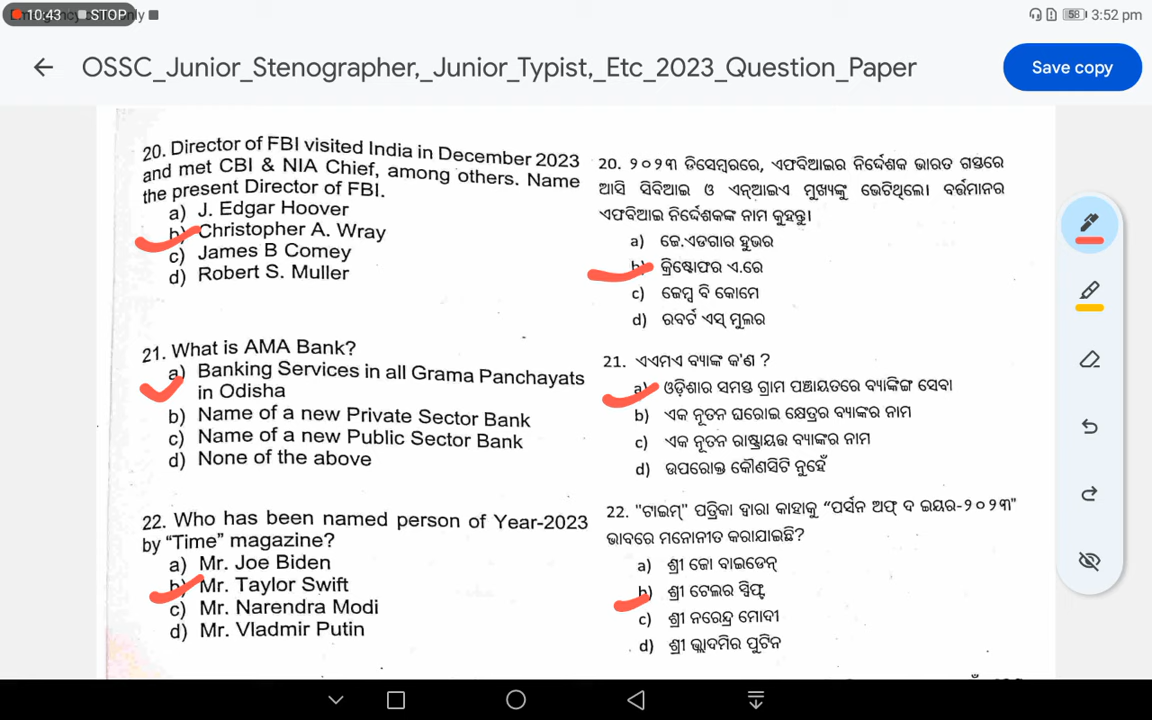 10:43 STOP
58 3:52 pm
OSSC_Junior_Stenographer,_Junior_Typist,_Etc_2023_Question_Paper
Save copy
20. Director of FBI visited India in December 2023
and met CBI & NIA Chief, among others. Name
the present Director of FBI.
a) J. Edgar Hoover
b) Christopher A. Wray
c) James B Comey
d) Robert S. Muller
21. What is AMA Bank?
a) Banking Services in all Grama Panchayats
in Odisha
b) Name of a new Private Sector Bank
c) Name of a new Public Sector Bank
d) None of the above
22. Who has been named person of Year-2023
by “Time” magazine?
a) Mr. Joe Biden
b) Mr. Taylor Swift
c) Mr. Narendra Modi
d) Mr. Vladmir Putin
20. ୨୦୨୩ ଡିସେମ୍ବରରେ, ଏଫବିଆଇର ନିର୍ଦ୍ଦେଶକ ଭାରତ ଗସ୍ତରେ
ଆସି ସିବିଆଇ ଓ ଏନ୍ଆଇଏ ମୁଖ୍ୟଙ୍କୁ ଭେଟିଥିଲେ। ବର୍ତ୍ତମାନର
ଏଫବିଆଇ ନିର୍ଦ୍ଦେଶକଙ୍କ ନାମ କୁହନ୍ତୁ।
a) ଜେ.ଏଡଗାର ହୁଭର
b) କ୍ରିଷ୍ଟୋଫର ଏ.ରେ
c) ଜେମ୍ସ ବି କୋମେ
d) ରବର୍ଟ ଏସ୍ ମୁଲର
21. ଏଏମଏ ବ୍ୟାଙ୍କ କ'ଣ ?
a) ଓଡ଼ିଶାର ସମସ୍ତ ଗ୍ରାମ ପଞ୍ଚାୟତରେ ବ୍ୟାଙ୍କିଙ୍ଗ ସେବା
b) ଏକ ନୂତନ ଘରୋଇ କ୍ଷେତ୍ରର ବ୍ୟାଙ୍କର ନାମ
c) ଏକ ନୂତନ ରାଷ୍ଟ୍ରାୟତ୍ତ ବ୍ୟାଙ୍କର ନାମ
d) ଉପରୋକ୍ତ କୌଣସିଟି ନୁହେଁ
22. "ଟାଇମ୍" ପତ୍ରିକା ଦ୍ୱାରା କାହାକୁ “ପର୍ସନ ଅଫ୍ ଦ ଇୟର-୨୦୨୩”
ଭାବରେ ମନୋନୀତ କରାଯାଇଛି?
a) ଶ୍ରୀ ଜୋ ବାଇଡେନ୍
b) ଶ୍ରୀ ଟେଲର ସ୍ୱିଫ୍ଟ
c) ଶ୍ରୀ ନରେନ୍ଦ୍ର ମୋଦୀ
d) ଶ୍ରୀ ଭ୍ଲାଦମିର ପୁଟିନ